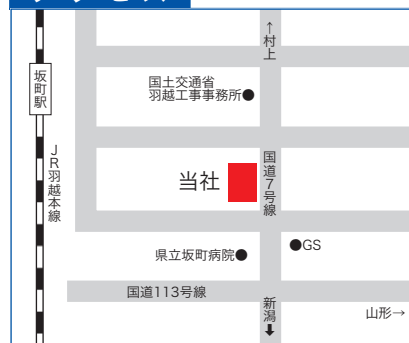 ↑村上
坂町駅
国土交通省
羽越工事事務所●
JR羽越本線
国道7号線
当社
●GS
県立坂町病院●
国道113号線
新潟↓
山形→